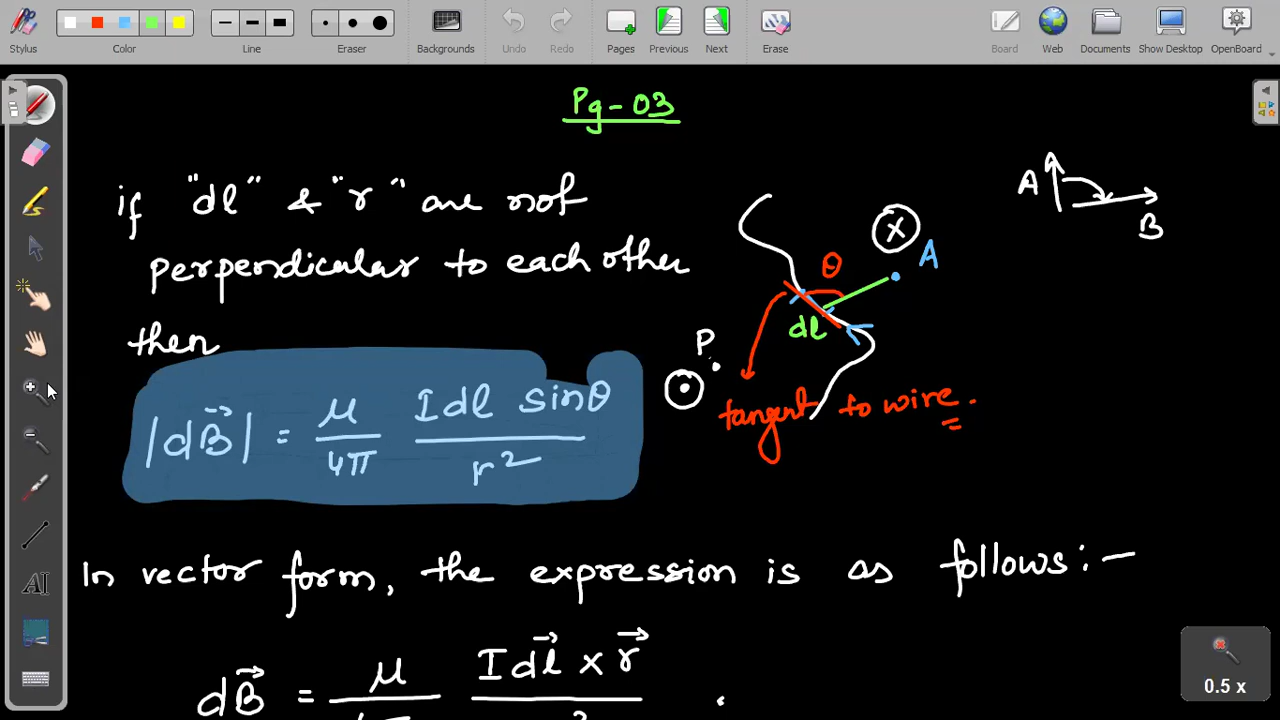 Stylus
Color
Line
Eraser
Backgrounds
Undo
Redo
Pages
Previous
Next
Erase
Board
Web
Documents
Show Desktop
OpenBoard
Pg-03
if "dl" & "r" are not
perpendicular to each other
then
|dB⃗| = μ/4π Idl sinθ/r²
A
B
X
A
θ
dl
P
tangent to wire.
In vector form, the expression is as follows:-
dB⃗ = μ/4π Idl⃗ x r⃗
AI
0.5 x